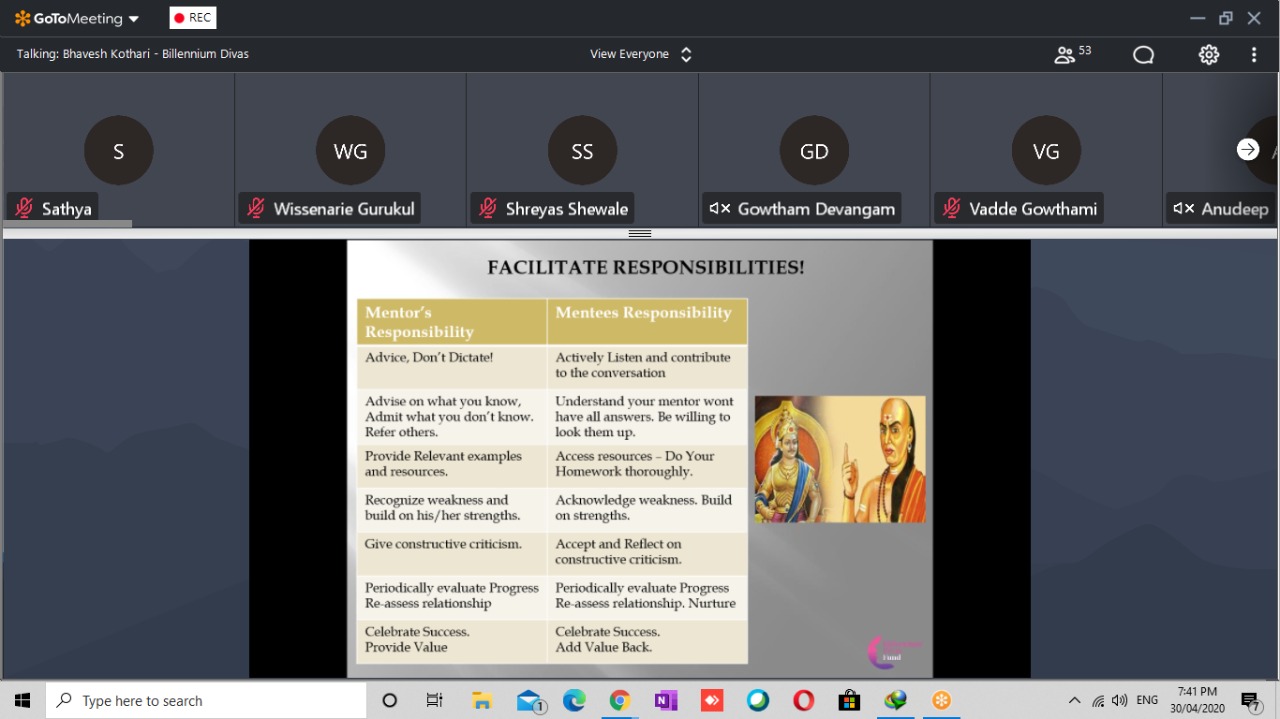 GoToMeeting
REC
Talking: Bhavesh Kothari - Billennium Divas
View Everyone
53
S
WG
SS
GD
VG
Sathya
Wissenarie Gurukul
Shreyas Shewale
Gowtham Devangam
Vadde Gowthami
Anudeep
FACILITATE RESPONSIBILITIES!
Mentor's
Responsibility
Mentees Responsibility
Advice, Don't Dictate!
Actively Listen and contribute
to the conversation
Advise on what you know,
Admit what you don't know.
Refer others.
Understand your mentor wont
have all answers. Be willing to
look them up.
Provide Relevant examples
and resources.
Access resources – Do Your
Homework thoroughly.
Recognize weakness and
build on his/her strengths.
Acknowledge weakness. Build
on strengths.
Give constructive criticism.
Accept and Reflect on
constructive criticism.
Periodically evaluate Progress
Re-assess relationship
Periodically evaluate Progress
Re-assess relationship. Nurture
Celebrate Success.
Provide Value
Celebrate Success.
Add Value Back.
Fund
Type here to search
1
ENG
7:41 PM
30/04/2020
7